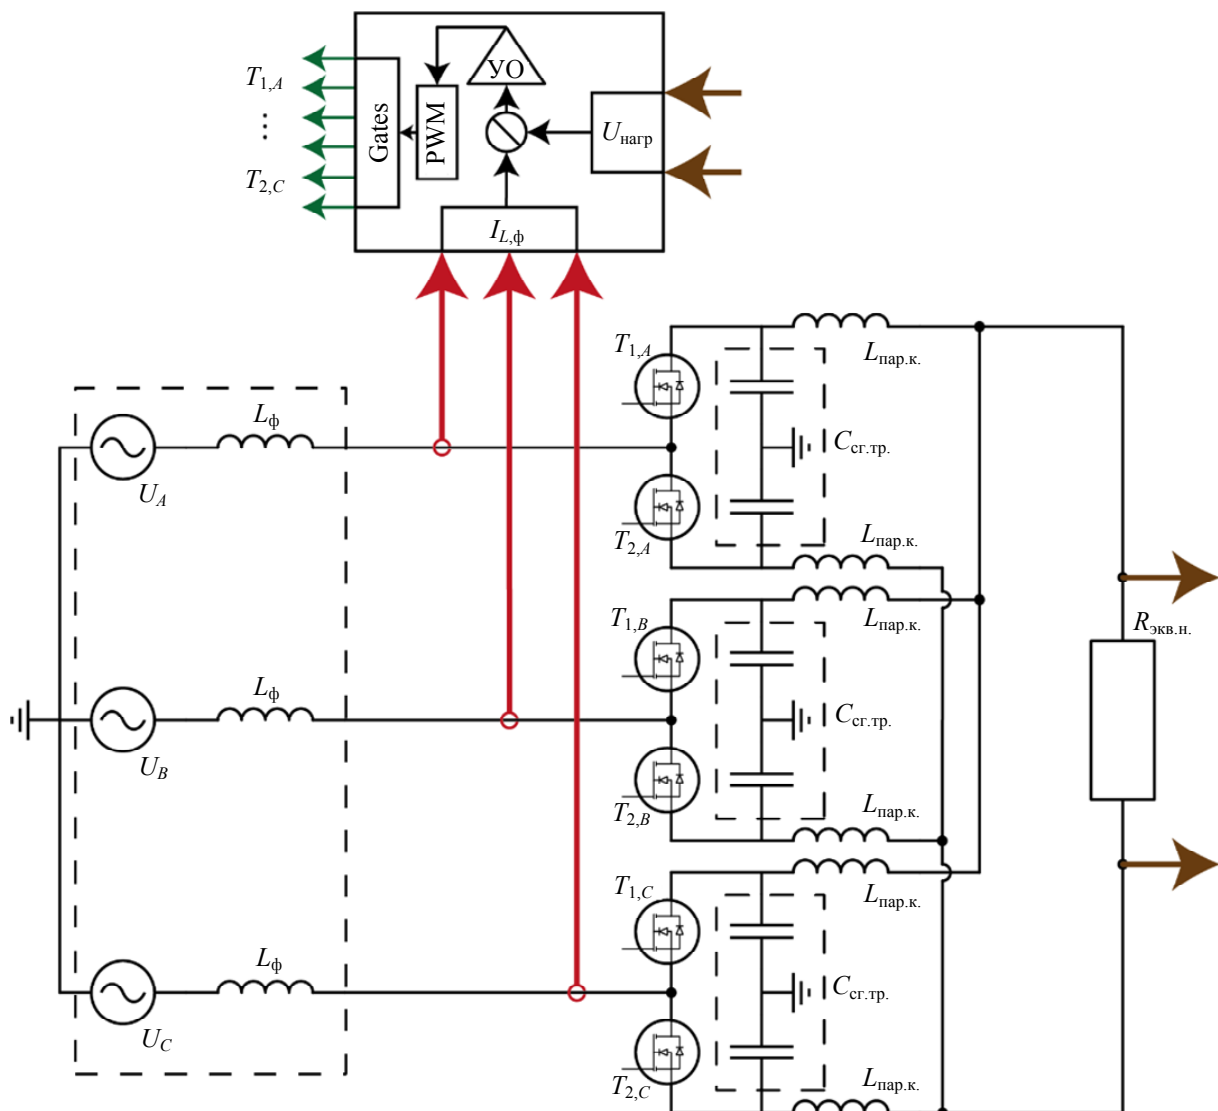 УО
T1,A
⋮
T2,C
Gates
PWM
Uнагр
IL,ф
T1,A
Lпар.к.
Lф
UA
Cсг.тр.
T2,A
Lпар.к.
T1,B
Lпар.к.
Rэкв.н.
Lф
UB
Cсг.тр.
T2,B
Lпар.к.
T1,C
Lпар.к.
Lф
UC
Cсг.тр.
T2,C
Lпар.к.